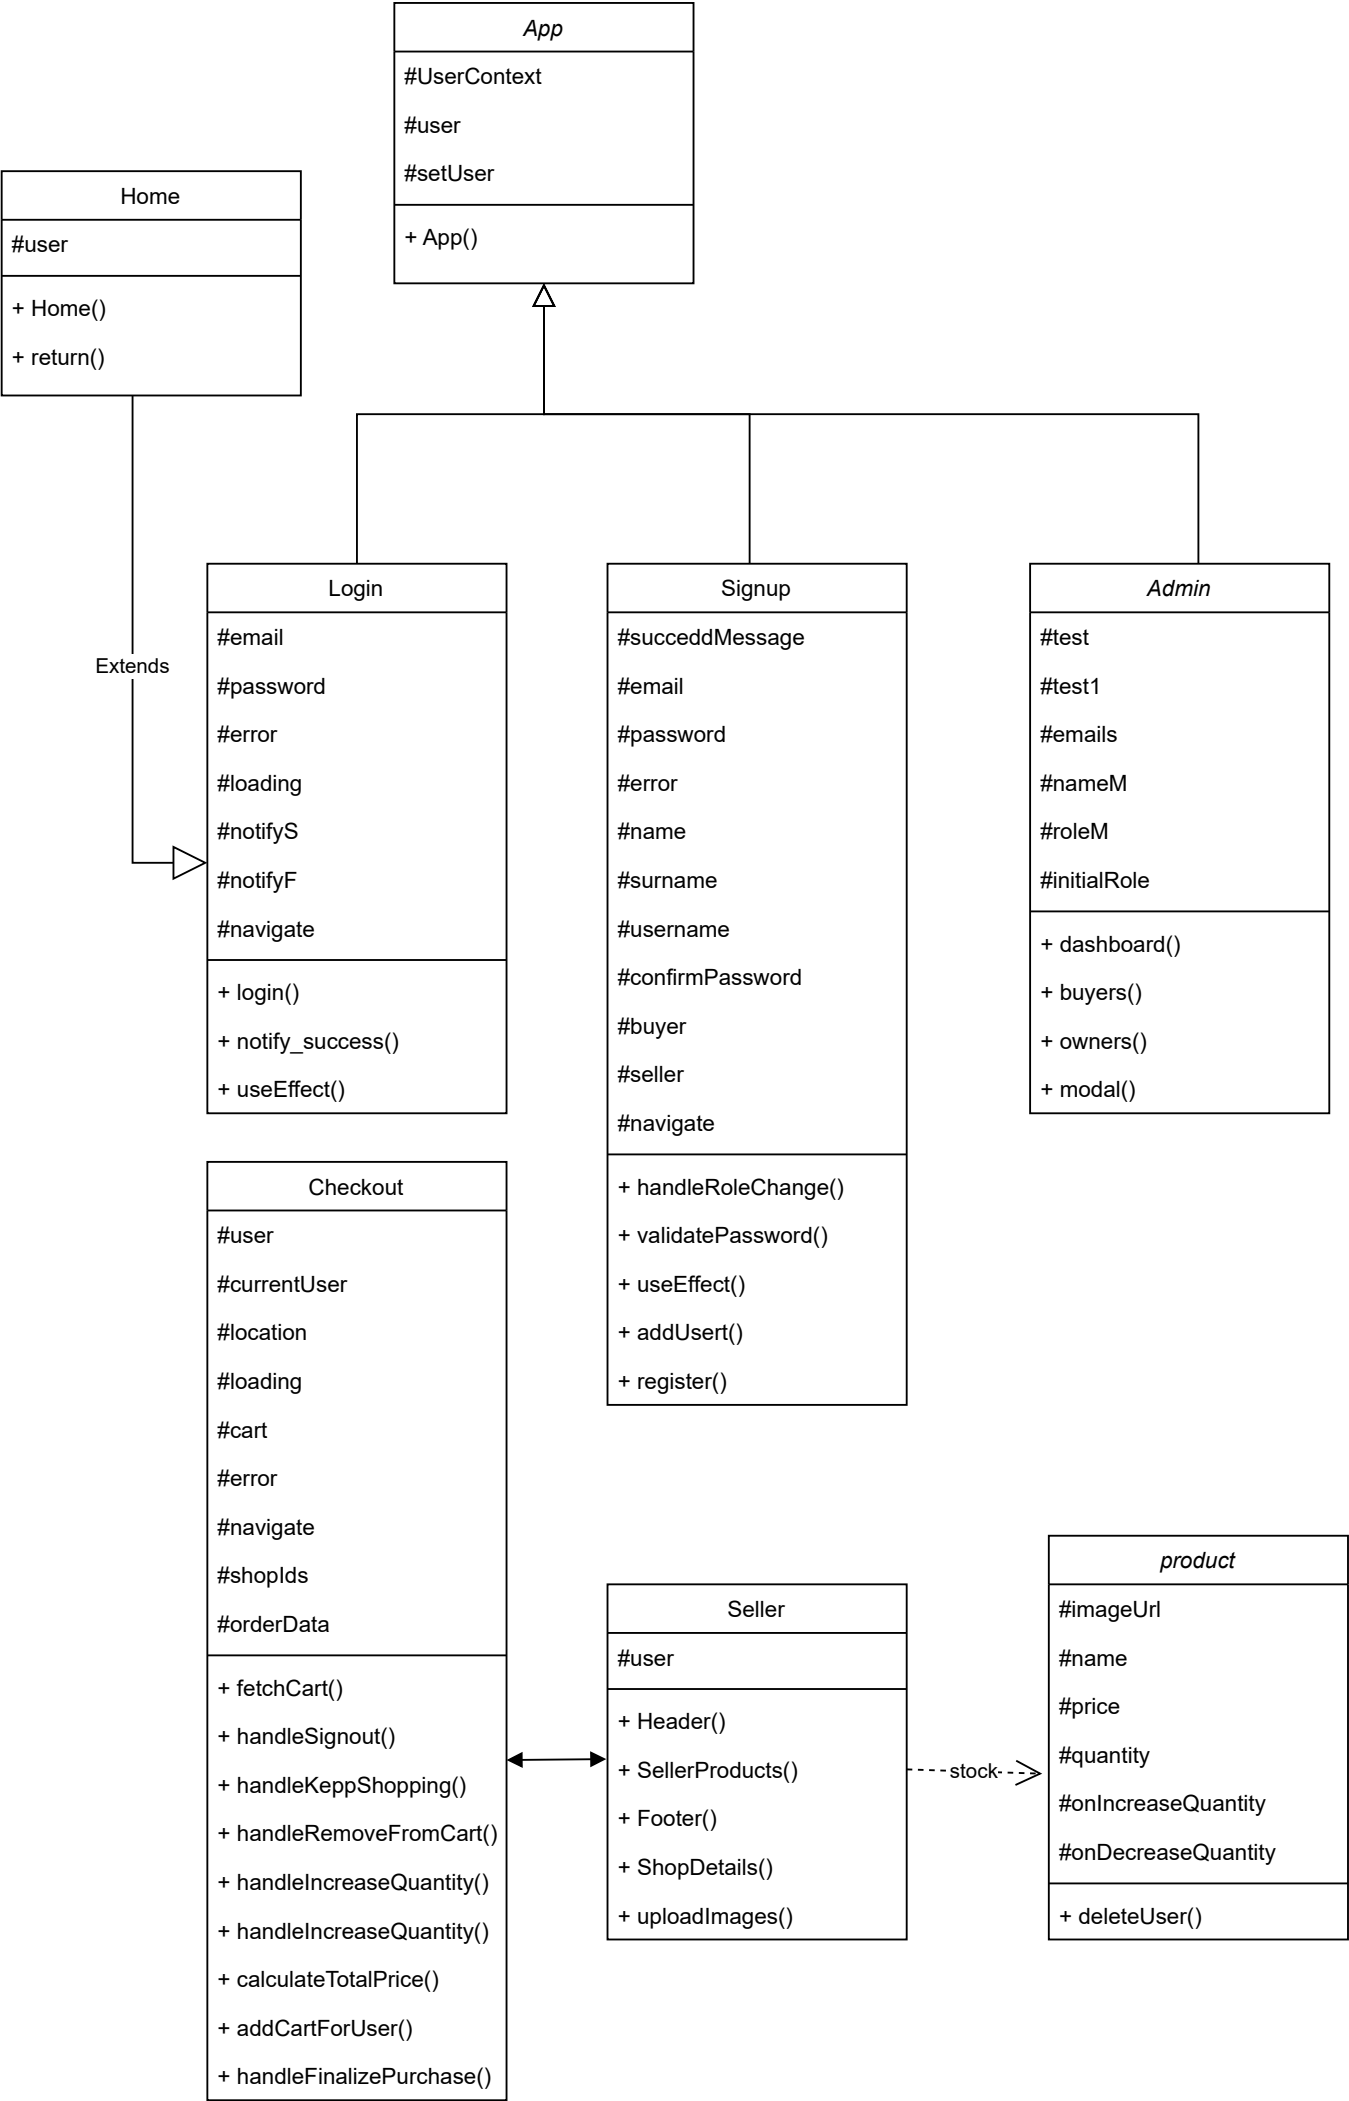 App
#UserContext
#user
#setUser
+ App()
Home
#user
+ Home()
+ return()
Extends
Login
#email
#password
#error
#loading
#notifyS
#notifyF
#navigate
+ login()
+ notify_success()
+ useEffect()
Signup
#succeddMessage
#email
#password
#error
#name
#surname
#username
#confirmPassword
#buyer
#seller
#navigate
+ handleRoleChange()
+ validatePassword()
+ useEffect()
+ addUsert()
+ register()
Admin
#test
#test1
#emails
#nameM
#roleM
#initialRole
+ dashboard()
+ buyers()
+ owners()
+ modal()
Checkout
#user
#currentUser
#location
#loading
#cart
#error
#navigate
#shopIds
#orderData
+ fetchCart()
+ handleSignout()
+ handleKeppShopping()
+ handleRemoveFromCart()
+ handleIncreaseQuantity()
+ handleIncreaseQuantity()
+ calculateTotalPrice()
+ addCartForUser()
+ handleFinalizePurchase()
Seller
#user
+ Header()
+ SellerProducts()
+ Footer()
+ ShopDetails()
+ uploadImages()
stock
product
#imageUrl
#name
#price
#quantity
#onIncreaseQuantity
#onDecreaseQuantity
+ deleteUser()